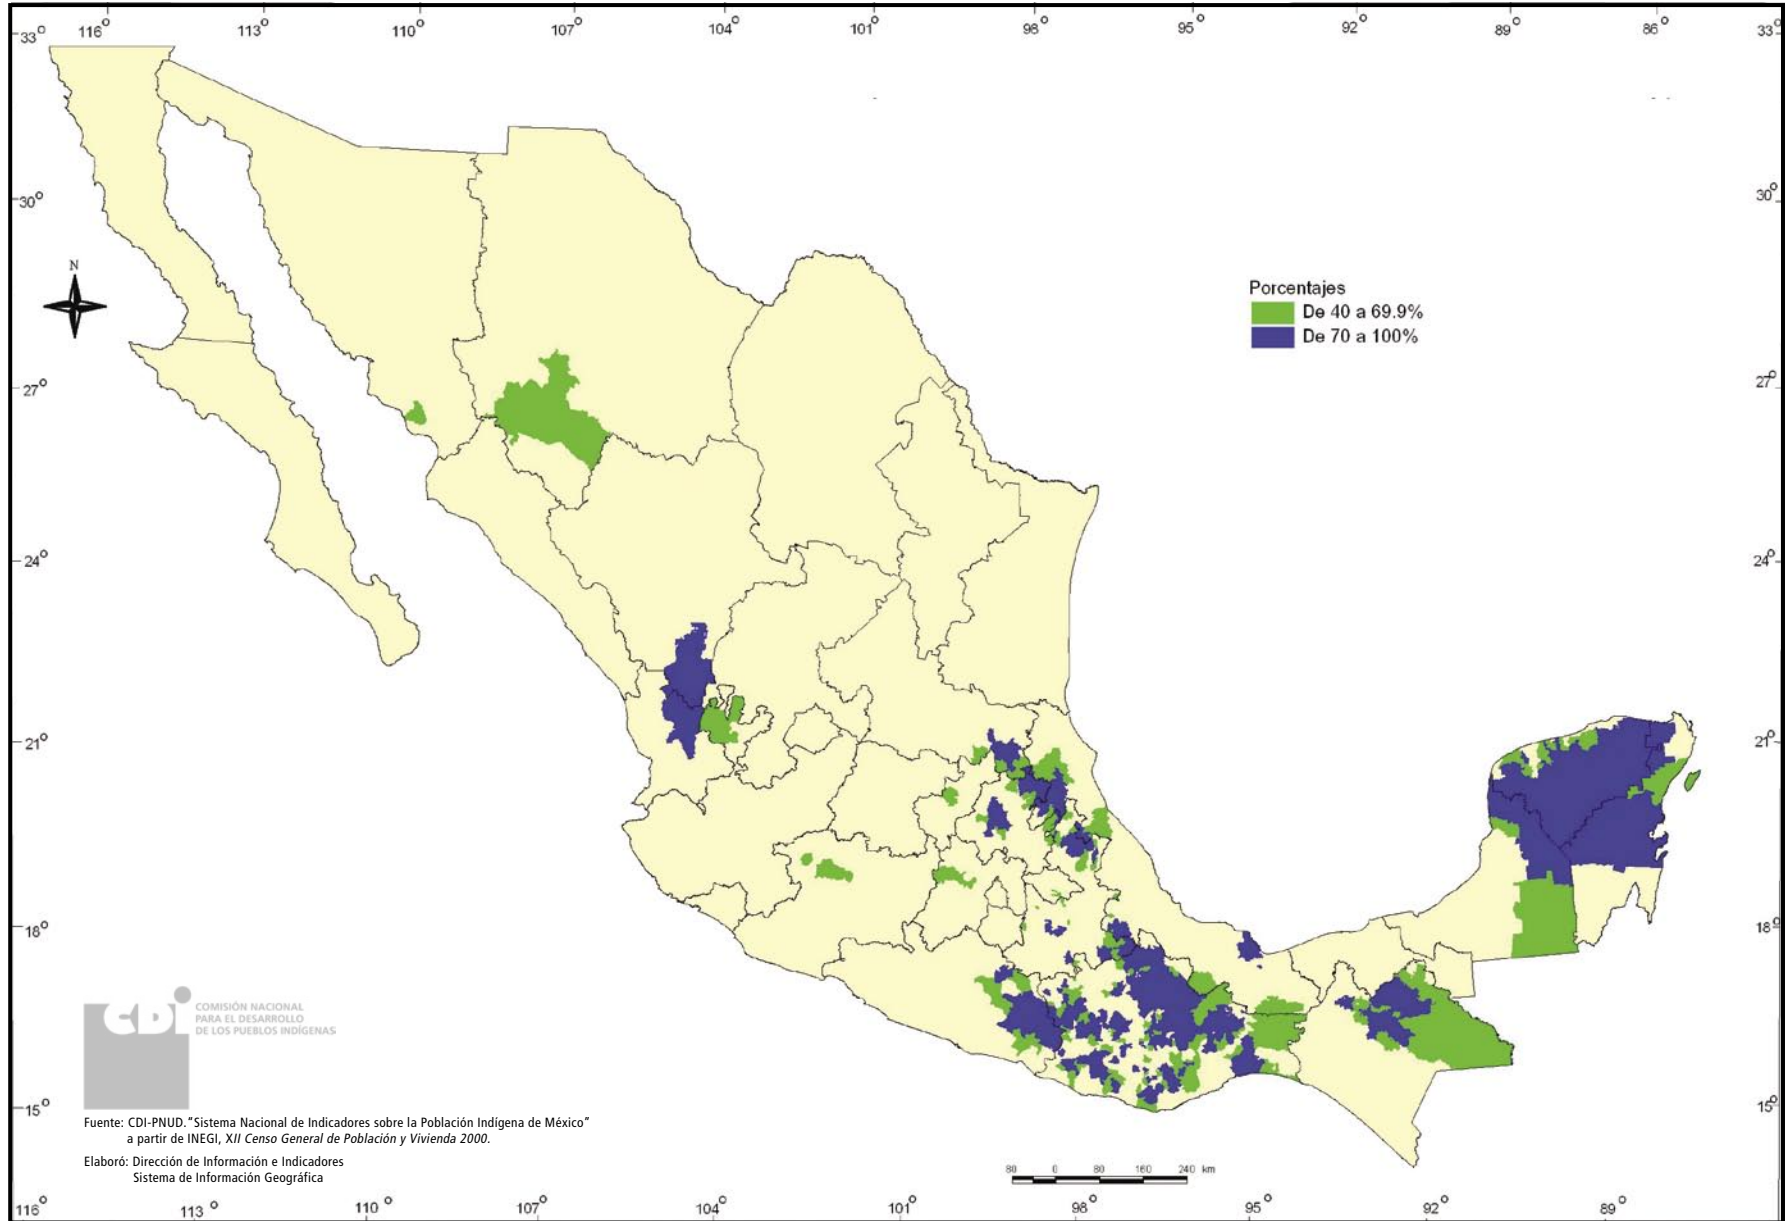 116° 113° 110° 107° 104° 101° 98° 95° 92° 89° 86°
33° 33°
30° 30°
N
Porcentajes
De 40 a 69.9%
De 70 a 100%
27° 27°
24° 24°
21° 21°
18° 18°
CDI
COMISIÓN NACIONAL
PARA EL DESARROLLO
DE LOS PUEBLOS INDÍGENAS
15° 15°
Fuente: CDI-PNUD. "Sistema Nacional de Indicadores sobre la Población Indígena de México"
a partir de INEGI, XII Censo General de Población y Vivienda 2000.
Elaboró: Dirección de Información e Indicadores
Sistema de Información Geográfica
80 0 80 160 240 km
116° 113° 110° 107° 104° 101° 98° 95° 92° 89°